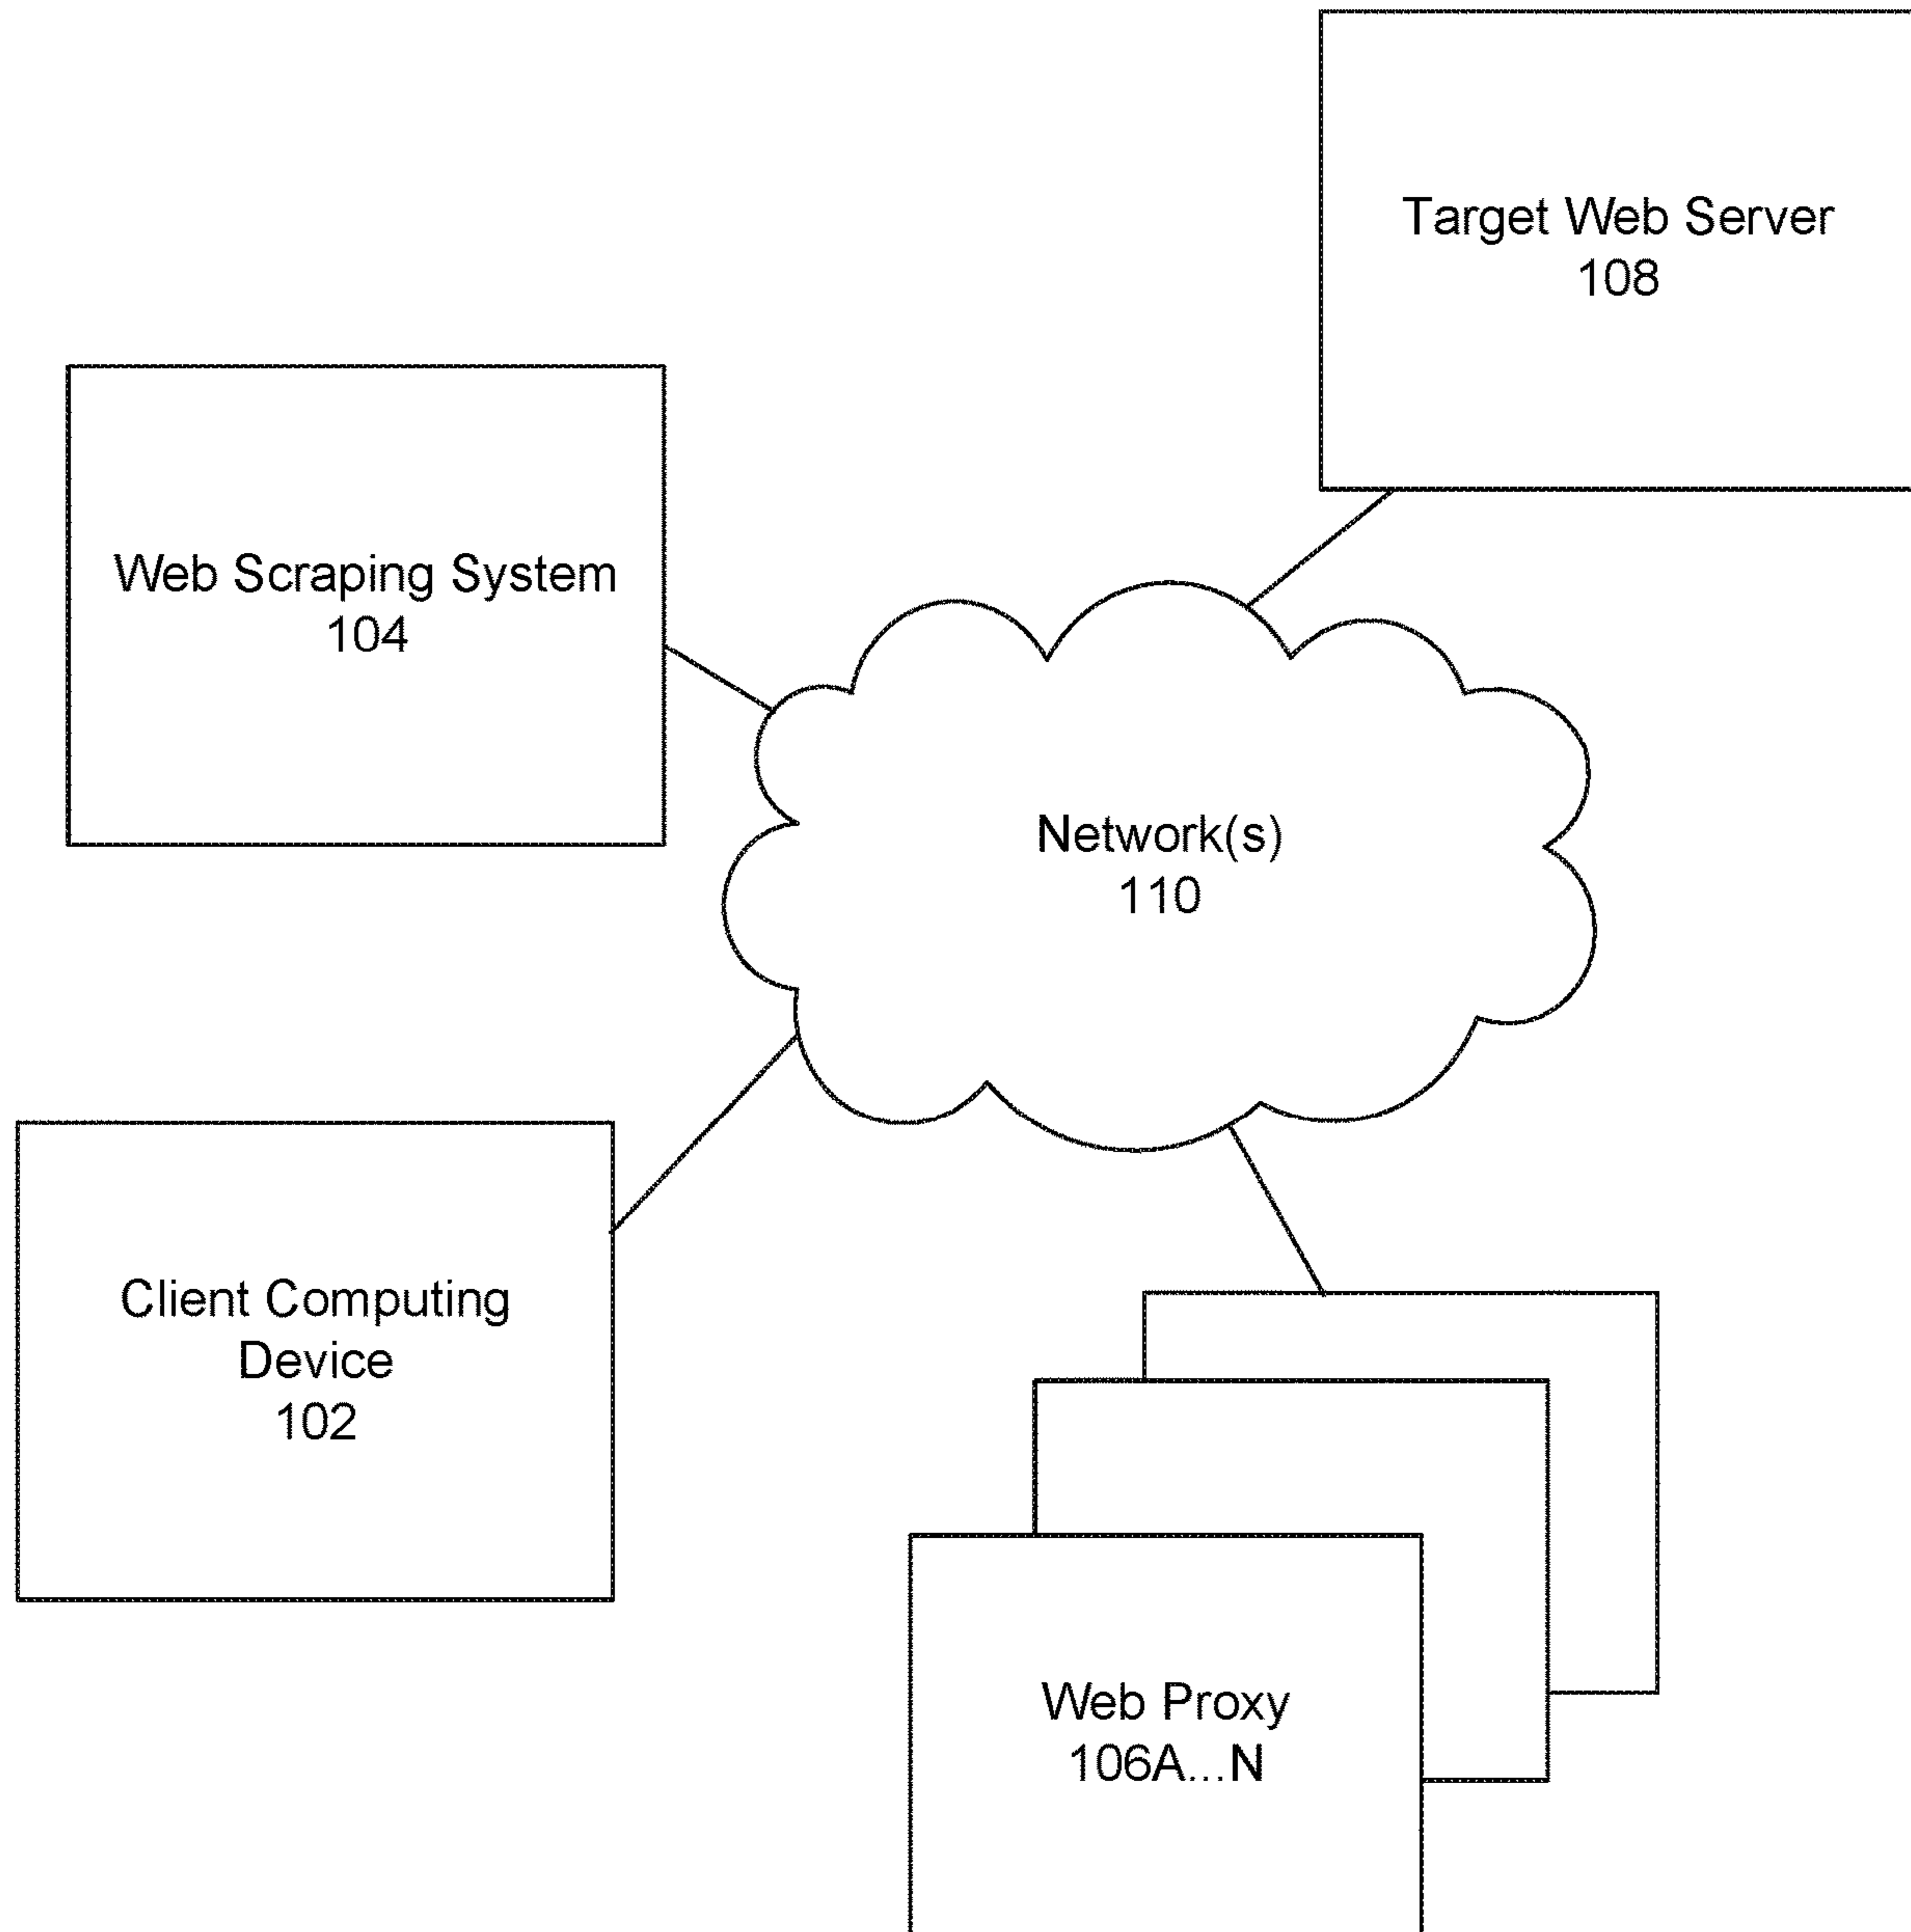 Target Web Server
108
Web Scraping System
104
Network(s)
110
Client Computing
Device
102
Web Proxy
106A...N